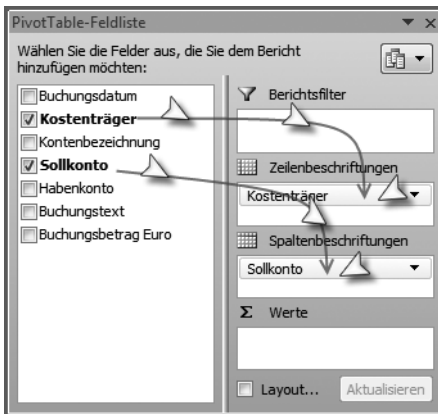 PivotTable-Feldliste
Wählen Sie die Felder aus, die Sie dem Bericht
hinzufügen möchten:
Buchungsdatum
Kostenträger
Kontenbezeichnung
Sollkonto
Habenkonto
Buchungstext
Buchungsbetrag Euro
Berichtsfilter
Zeilenbeschriftungen
Kostenträger
Spaltenbeschriftungen
Sollkonto
Σ Werte
Layout...
Aktualisieren